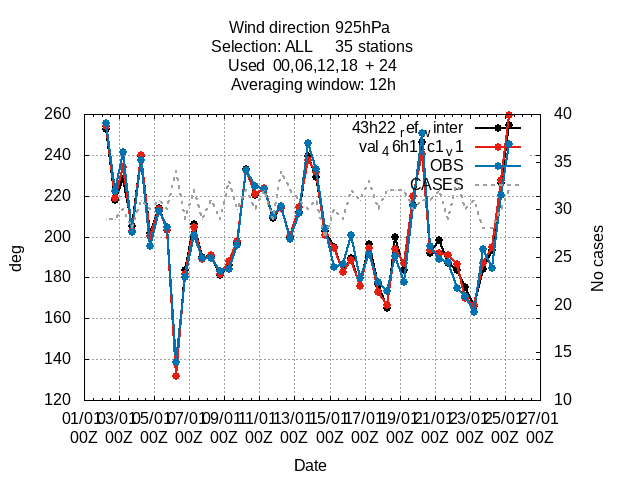 Wind direction 925hPa
Selection: ALL 35 stations
Used 00,06,12,18 + 24
Averaging window: 12h
260
240
220
200
180
160
140
120
40
35
30
25
20
15
10
OBS
CASES
deg
No cases
01/01 03/01 05/01 07/01 09/01 11/01 13/01 15/01 17/01 19/01 21/01 23/01 25/01 27/01
00Z 00Z 00Z 00Z 00Z 00Z 00Z 00Z 00Z 00Z 00Z 00Z 00Z 00Z
Date